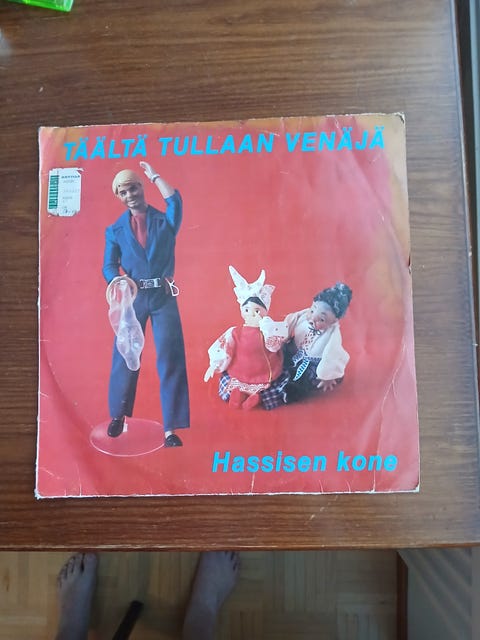 TÄÄLTÄ TULLAAN VENÄJÄ
Hassisen kone